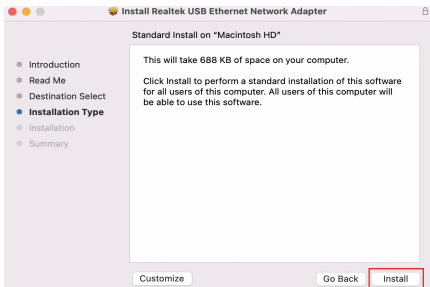 Install Realtek USB Ethernet Network Adapter
Standard Install on "Macintosh HD"
Introduction
Read Me
Destination Select
Installation Type
Installation
Summary
This will take 688 KB of space on your computer.
Click Install to perform a standard installation of this software
for all users of this computer. All users of this computer will
be able to use this software.
Customize
Go Back
Install